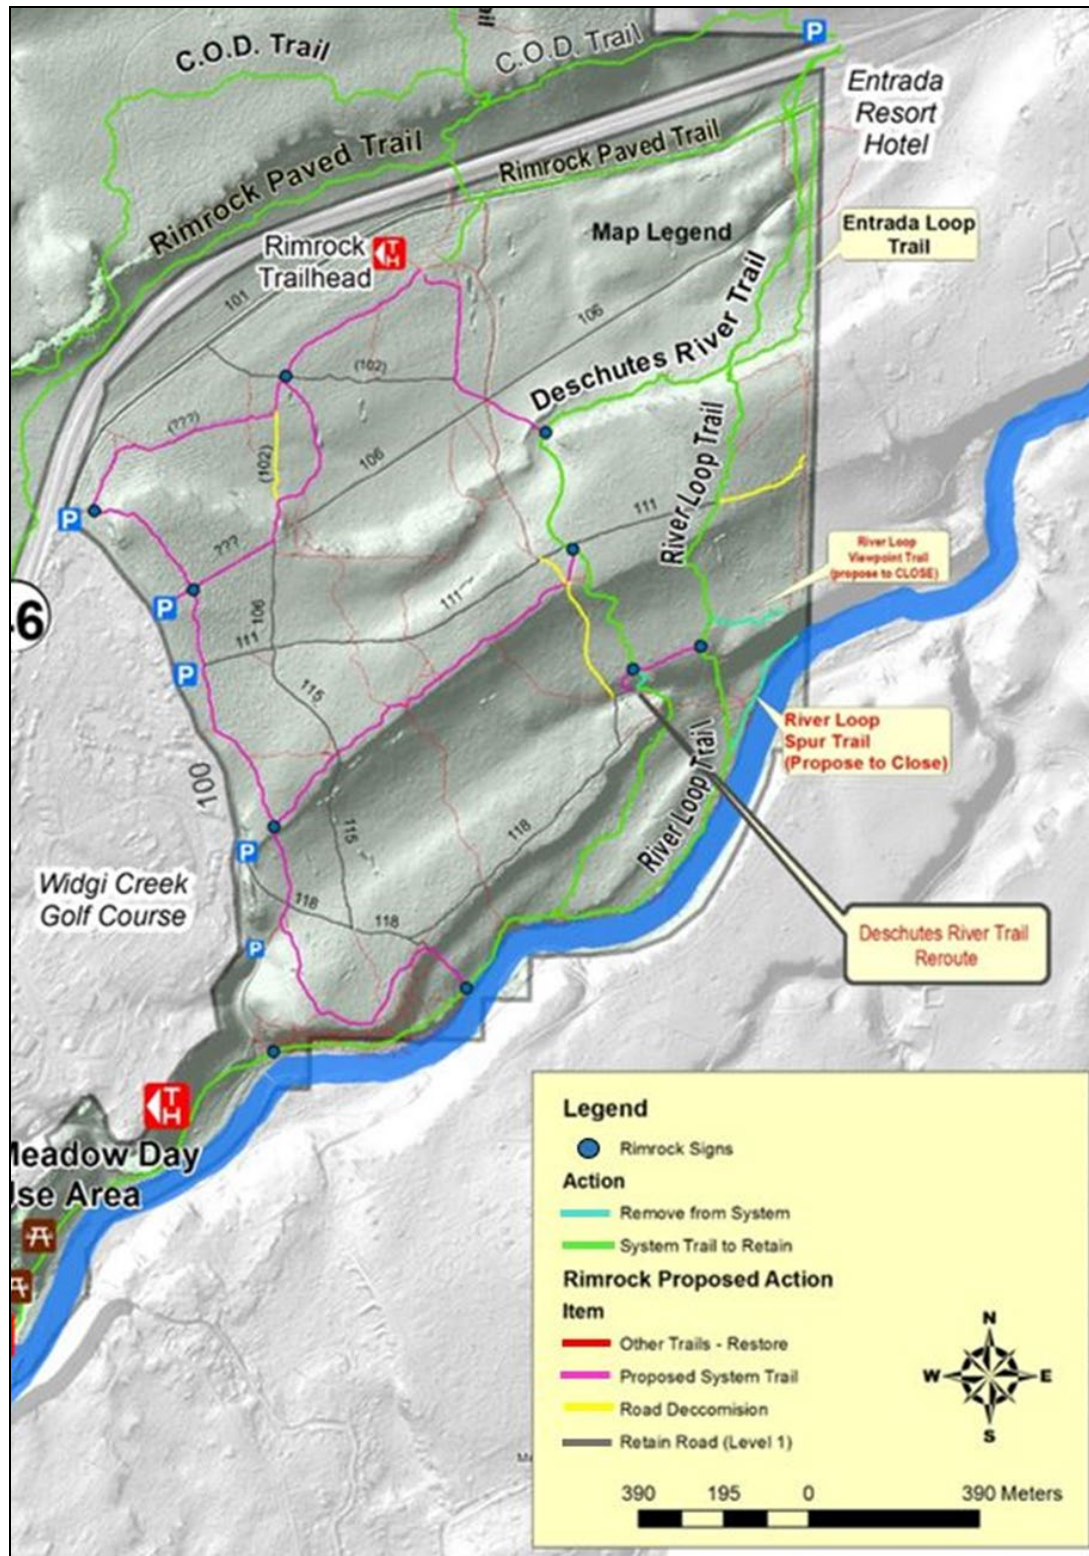 C.O.D. Trail
C.O.D. Trail
P
Entrada
Resort
Hotel
Rimrock Paved Trail
Rimrock Paved Trail
Map Legend
Entrada Loop
Trail
Rimrock
Trailhead
TH
101
106
(102)
Deschutes River Trail
(???)
(102)
106
River Loop Trail
P
???
111
River Loop
Viewpoint Trail
(propose to CLOSE)
46
P
106
111
111
P
115
River Loop
Spur Trail
(Propose to Close)
100
River Loop Trail
115
118
P
Widgi Creek
Golf Course
118
118
P
Deschutes River Trail
Reroute
TH
Meadow Day
Use Area
Legend
Rimrock Signs
Action
Remove from System
System Trail to Retain
Rimrock Proposed Action
Item
Other Trails - Restore
Proposed System Trail
Road Deccomision
Retain Road (Level 1)
N
W E
S
390 195 0 390 Meters